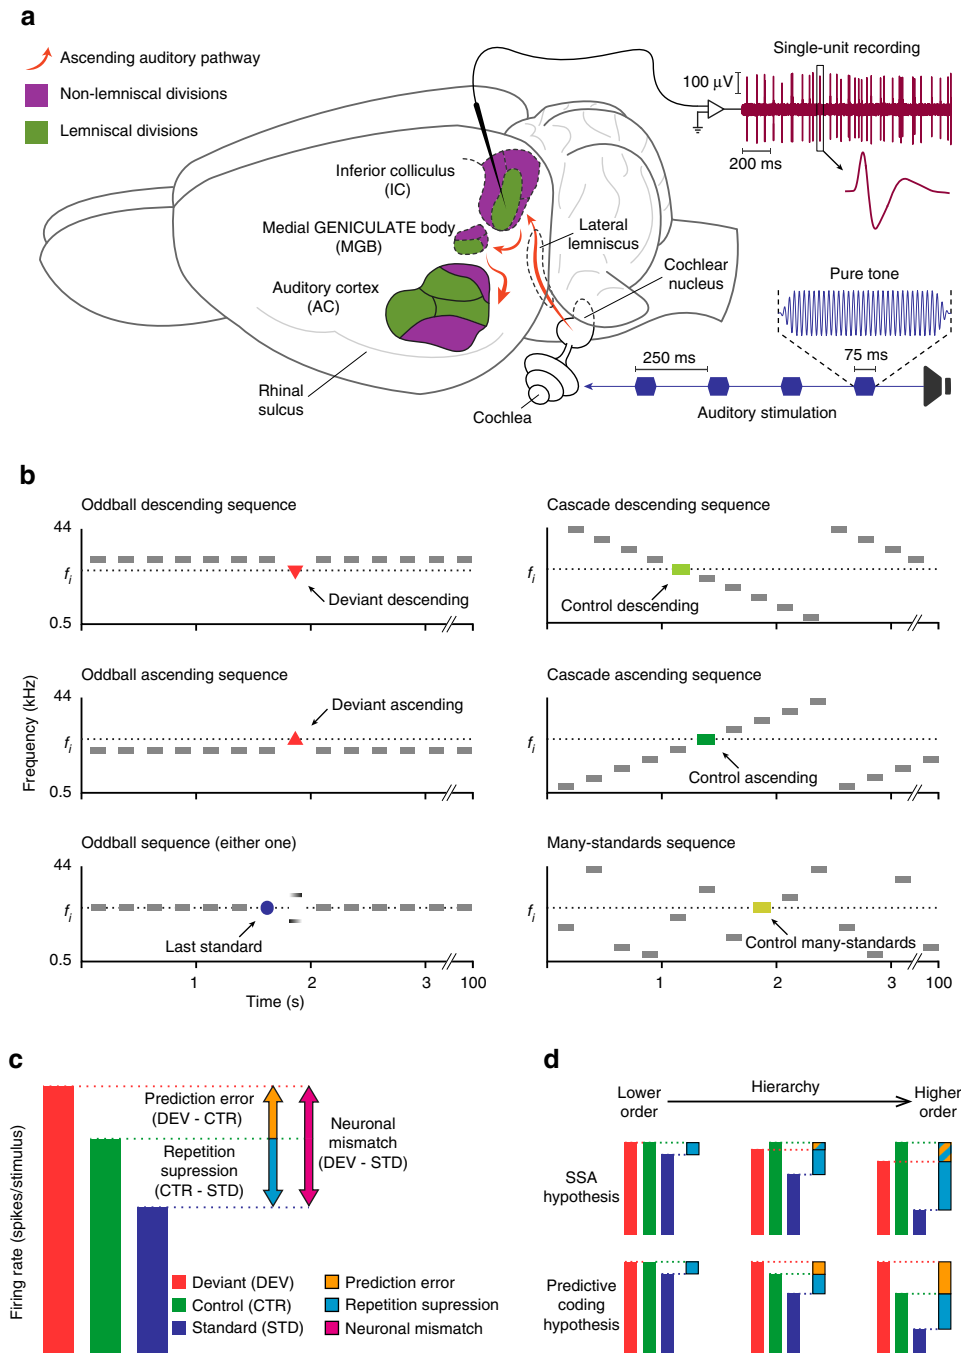 a
Ascending auditory pathway
Non-lemniscal divisions
Lemniscal divisions
Single-unit recording
100 µV
200 ms
Inferior colliculus
(IC)
Medial GENICULATE body
(MGB)
Auditory cortex
(AC)
Lateral
lemniscus
Cochlear
nucleus
Rhinal
sulcus
Cochlea
Pure tone
250 ms
75 ms
Auditory stimulation
b
Oddball descending sequence
44
fi
0.5
Deviant descending
Cascade descending sequence
fi
Control descending
Oddball ascending sequence
44
fi
0.5
Deviant ascending
Cascade ascending sequence
fi
Control ascending
Frequency (kHz)
Oddball sequence (either one)
44
fi
0.5
Last standard
1 2 3 100
Time (s)
Many-standards sequence
fi
Control many-standards
1 2 3 100
c
Firing rate (spikes/stimulus)
Prediction error
(DEV - CTR)
Repetition
supression
(CTR - STD)
Neuronal
mismatch
(DEV - STD)
Deviant (DEV)
Control (CTR)
Standard (STD)
Prediction error
Repetition supression
Neuronal mismatch
d
Lower
order
Hierarchy
Higher
order
SSA
hypothesis
Predictive
coding
hypothesis